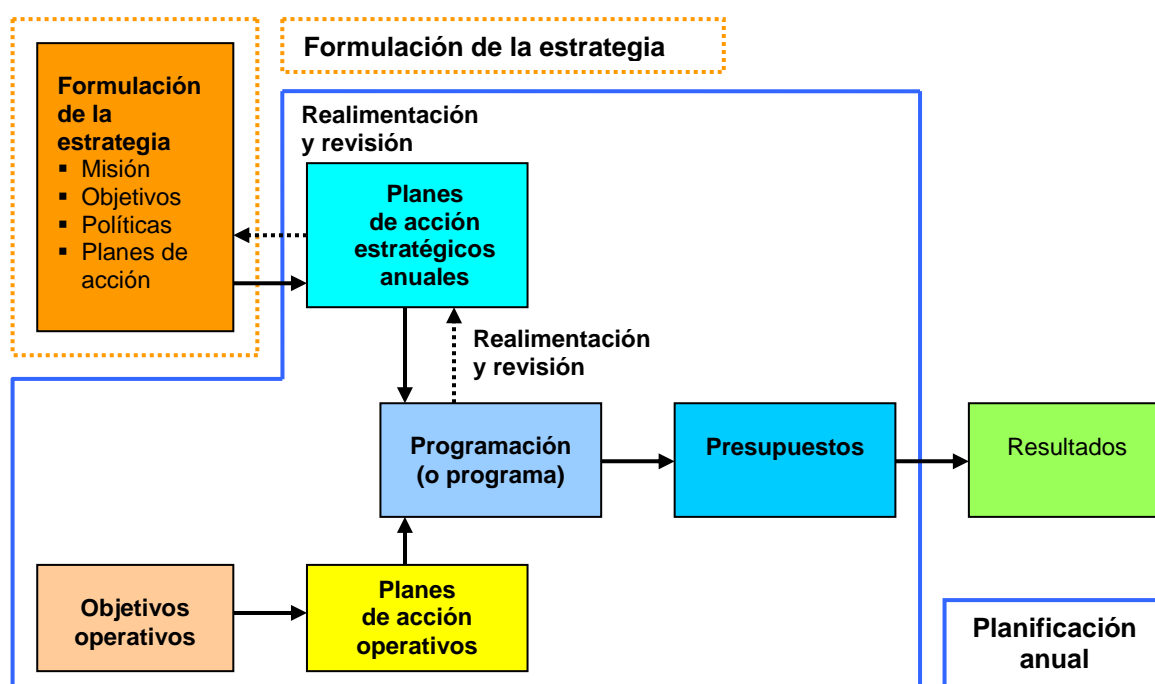 Formulación de la estrategia
Formulación
de la
estrategia
▪ Misión
▪ Objetivos
▪ Políticas
▪ Planes de
acción
Realimentación
y revisión
Planes
de acción
estratégicos
anuales
Realimentación
y revisión
Programación
(o programa)
Presupuestos
Resultados
Objetivos
operativos
Planes
de acción
operativos
Planificación
anual